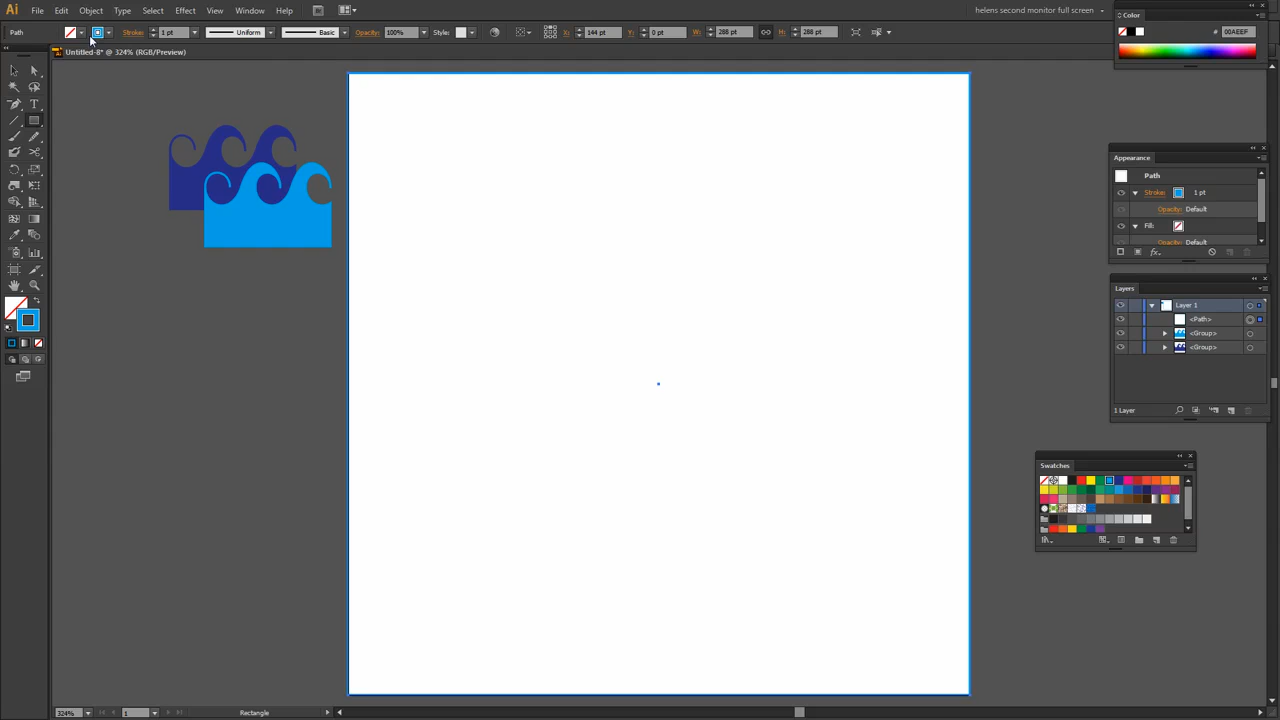 Ai File Edit Object Type Select Effect View Window Help helens second monitor full screen
Path Stroke: 1 pt Uniform Basic Opacity: 100% Style: X: 144 pt Y: 0 pt W: 288 pt H: 288 pt
Untitled-8* @ 324% (RGB/Preview)
Color
# 00AEEF
Appearance
Path
Stroke: 1 pt
Opacity: Default
Fill:
Opacity: Default
Layers
Layer 1
<Path>
<Group>
<Group>
1 Layer
Swatches
324% 1 Rectangle